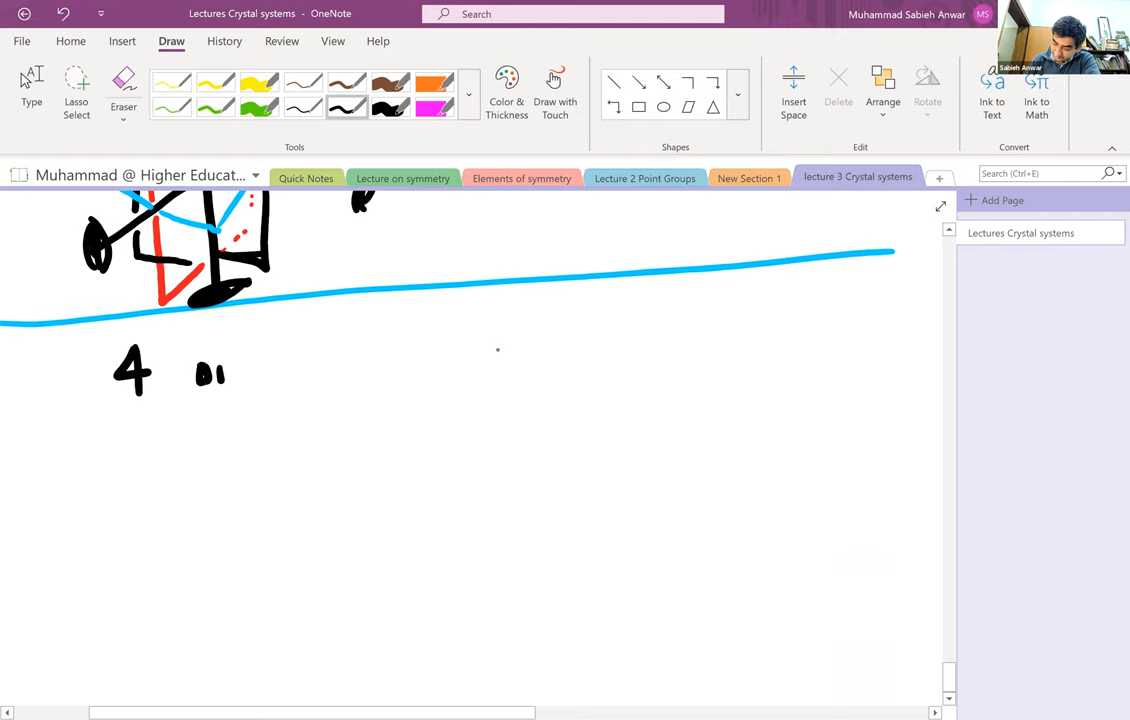 Lectures Crystal systems - OneNote
Search
Muhammad Sabieh Anwar
MS
File Home Insert Draw History Review View Help
Sabieh Anwar
Type
Lasso Select
Eraser
Color & Thickness
Draw with Touch
Insert Space
Delete
Arrange
Rotate
Ink to Text
Ink to Math
Tools
Shapes
Edit
Convert
Muhammad @ Higher Educat...
Quick Notes
Lecture on symmetry
Elements of symmetry
Lecture 2 Point Groups
New Section 1
lecture 3 Crystal systems
Search (Ctrl+E)
Add Page
Lectures Crystal systems
4